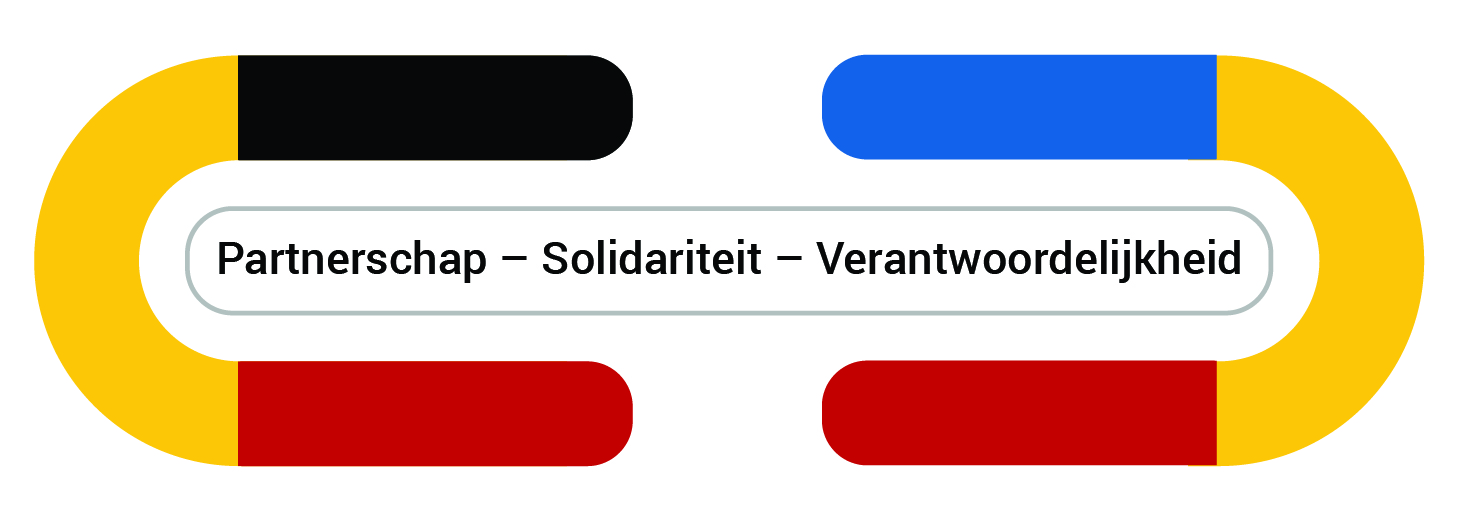 Partnerschap – Solidariteit – Verantwoordelijkheid